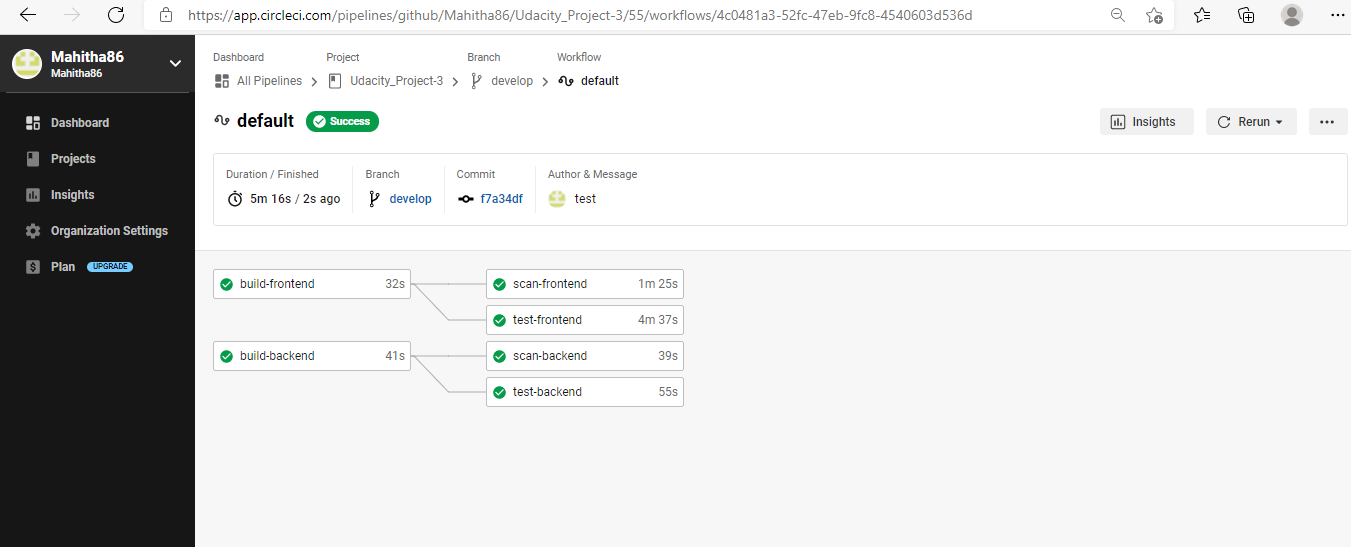 https://app.circleci.com/pipelines/github/Mahitha86/Udacity_Project-3/55/workflows/4c0481a3-52fc-47eb-9fc8-4540603d536d
Mahitha86
Mahitha86
Dashboard
Projects
Insights
Organization Settings
Plan UPGRADE
Dashboard Project Branch Workflow
All Pipelines Udacity_Project-3 develop default
default Success Insights Rerun
Duration / Finished Branch Commit Author & Message
5m 16s / 2s ago develop f7a34df test
build-frontend 32s scan-frontend 1m 25s
test-frontend 4m 37s
build-backend 41s scan-backend 39s
test-backend 55s